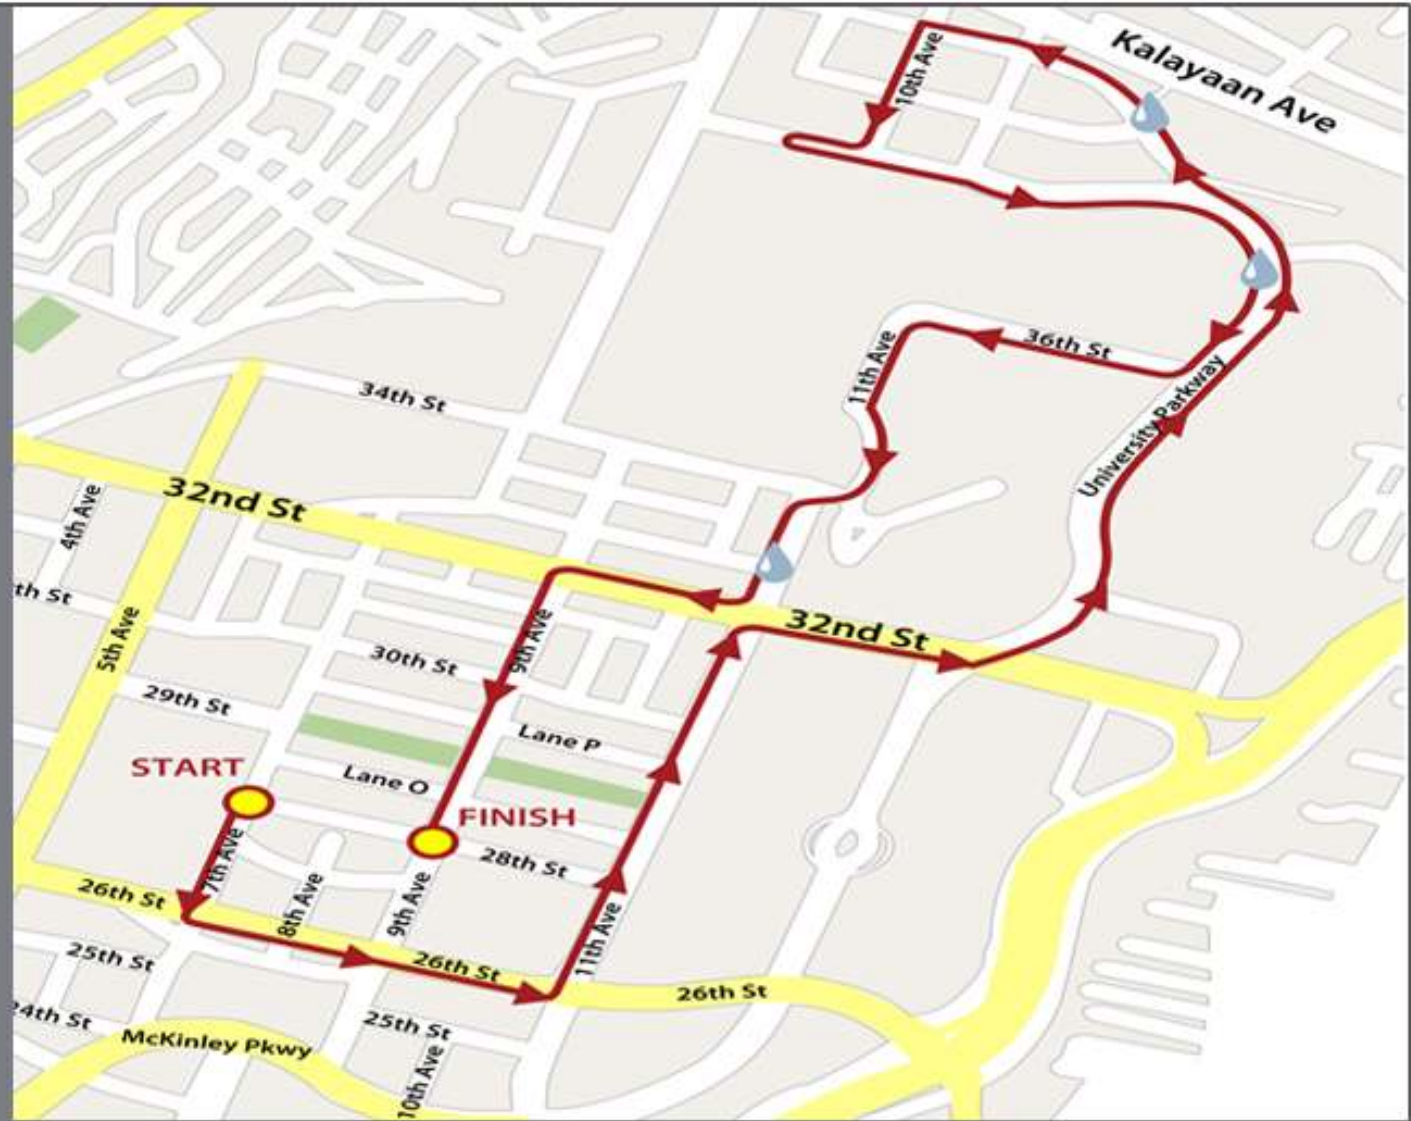 Kalayaan Ave
10th Ave
36th St
11th Ave
University Parkway
34th St
32nd St
4th Ave
th St
5th Ave
32nd St
9th Ave
30th St
29th St
Lane P
START
Lane O
FINISH
28th St
7th Ave
8th Ave
9th Ave
26th St
11th Ave
26th St
26th St
25th St
24th St
25th St
McKinley Pkwy
10th Ave